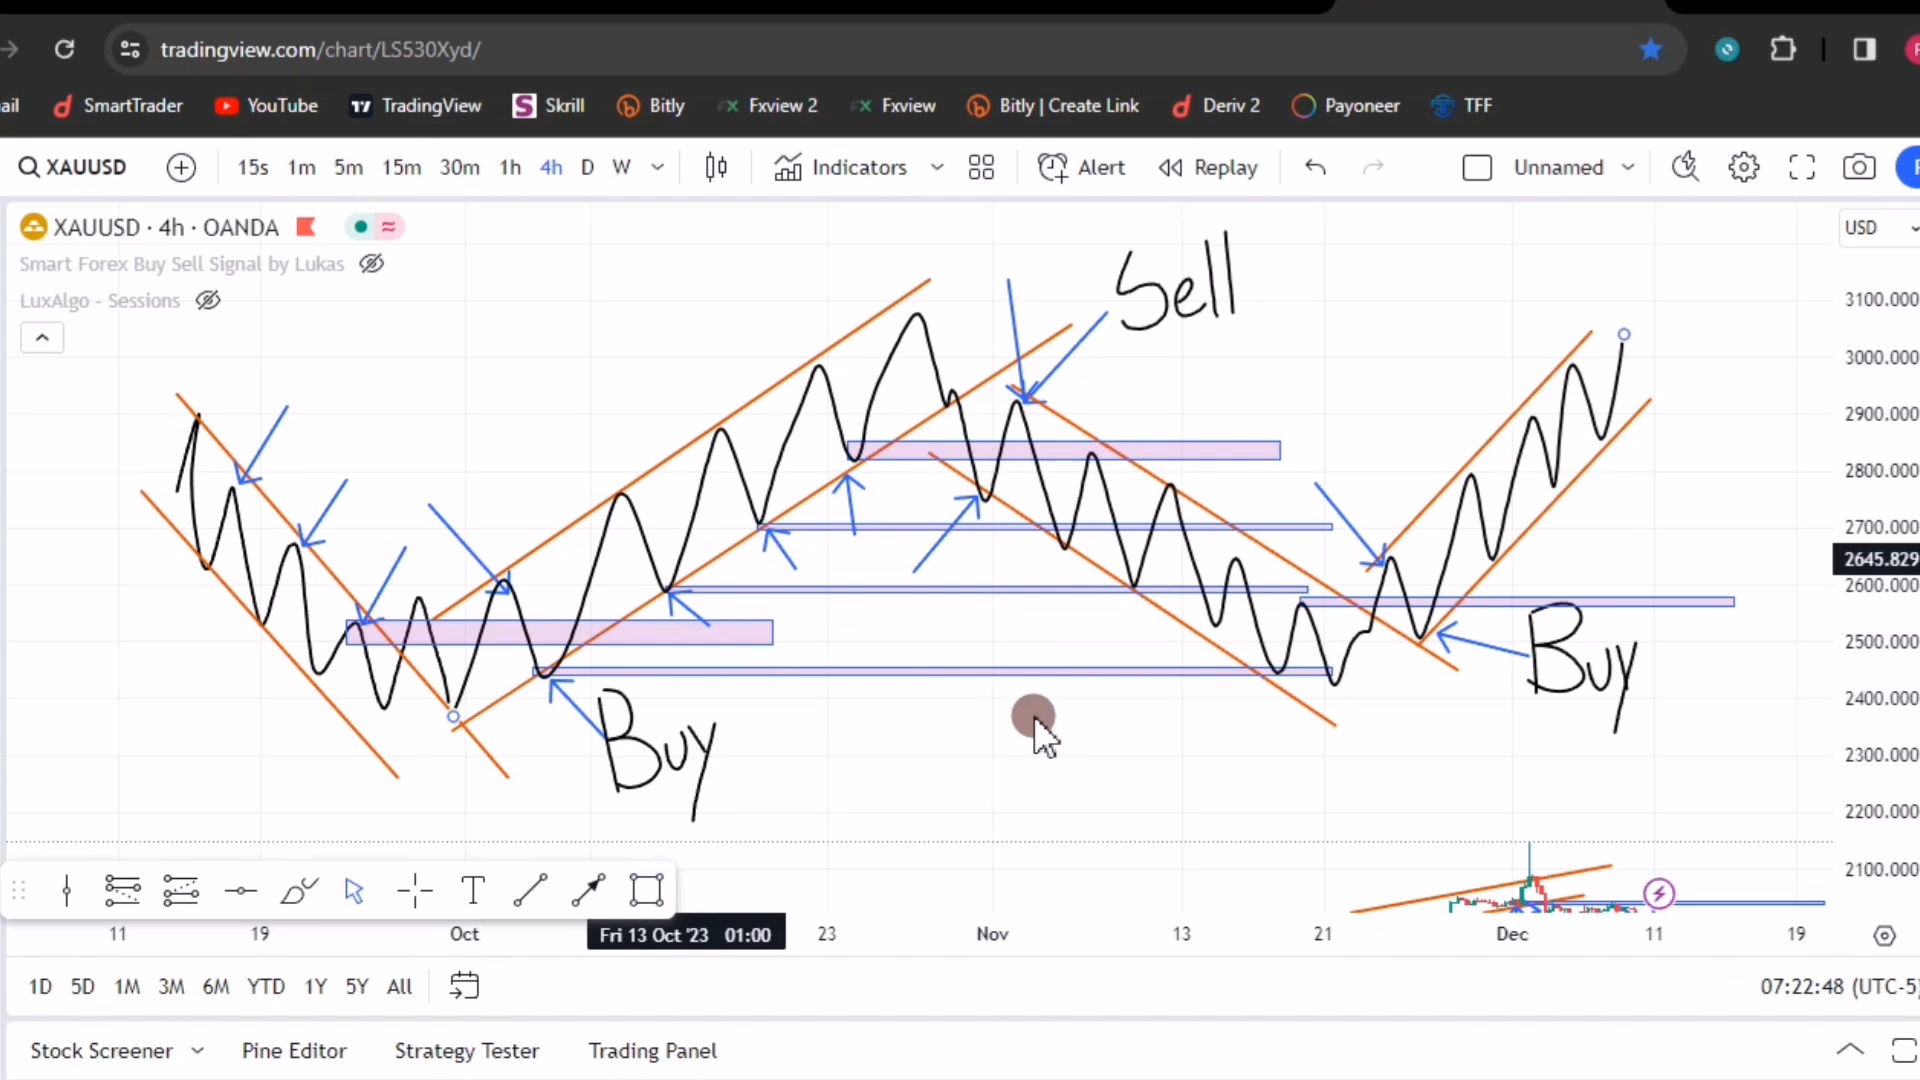 tradingview.com/chart/LS530Xyd/
ail SmartTrader YouTube TradingView Skrill Bitly Fxview 2 Fxview Bitly | Create Link Deriv 2 Payoneer TFF
XAUUSD 15s 1m 5m 15m 30m 1h 4h D W Indicators Alert Replay Unnamed
XAUUSD · 4h · OANDA
USD
Smart Forex Buy Sell Signal by Lukas
LuxAlgo - Sessions
Sell
3100.000
3000.000
2900.000
2800.000
2700.000
2645.829
2600.000
2500.000
Buy
2400.000
Buy
2300.000
2200.000
2100.000
11 19 Oct Fri 13 Oct '23 01:00 23 Nov 13 21 Dec 11 19
1D 5D 1M 3M 6M YTD 1Y 5Y All 07:22:48 (UTC-5)
Stock Screener Pine Editor Strategy Tester Trading Panel